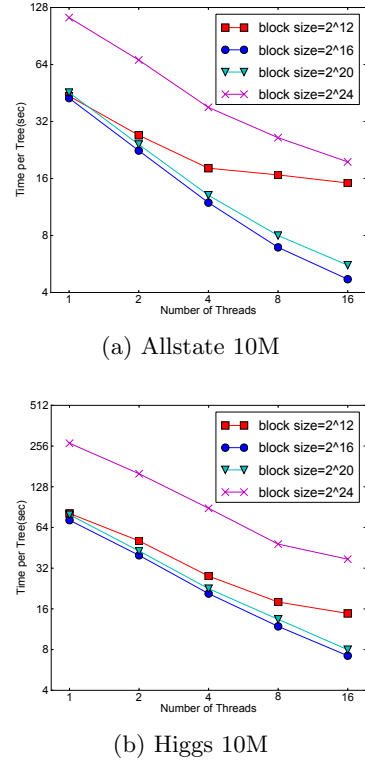 128
64
32
16
8
4
Time per Tree(sec)
block size=2^12
block size=2^16
block size=2^20
block size=2^24
1 2 4 8 16
Number of Threads
(a) Allstate 10M
512
256
128
64
32
16
8
4
Time per Tree(sec)
block size=2^12
block size=2^16
block size=2^20
block size=2^24
1 2 4 8 16
Number of Threads
(b) Higgs 10M